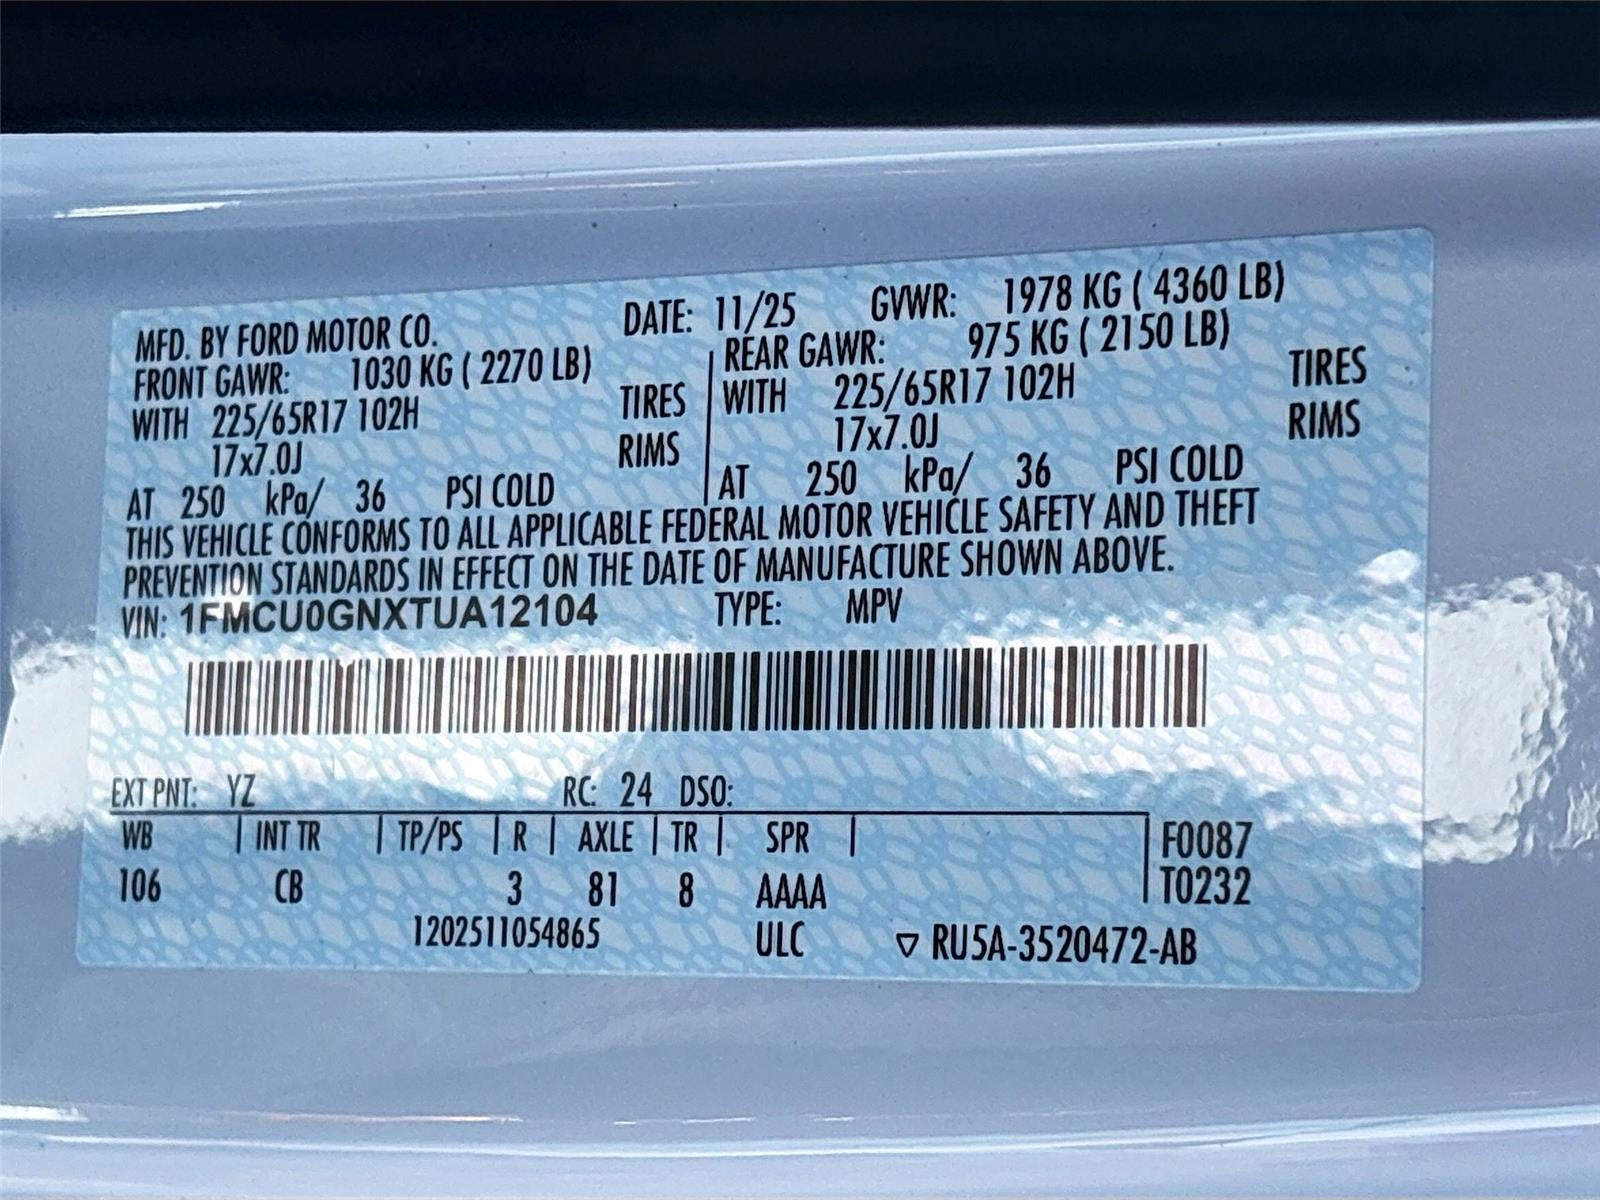 MFD. BY FORD MOTOR CO. DATE: 11/25 GVWR: 1978 KG ( 4360 LB)
FRONT GAWR: 1030 KG ( 2270 LB) REAR GAWR: 975 KG ( 2150 LB)
WITH 225/65R17 102H TIRES WITH 225/65R17 102H TIRES
17x7.0J RIMS 17x7.0J RIMS
AT 250 kPa/ 36 PSI COLD AT 250 kPa/ 36 PSI COLD
THIS VEHICLE CONFORMS TO ALL APPLICABLE FEDERAL MOTOR VEHICLE SAFETY AND THEFT
PREVENTION STANDARDS IN EFFECT ON THE DATE OF MANUFACTURE SHOWN ABOVE.
VIN: 1FMCU0GNXTUA12104 TYPE: MPV
EXT PNT: YZ RC: 24 DSO:
WB INT TR TP/PS R AXLE TR SPR F0087
106 CB 3 81 8 AAAA T0232
1202511054865 ULC ▽ RU5A-3520472-AB